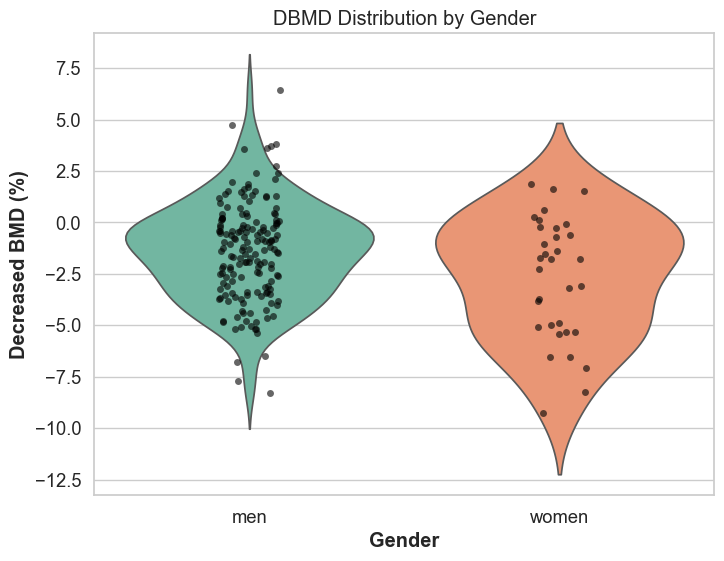 DBMD Distribution by Gender
Decreased BMD (%)
7.5
5.0
2.5
0.0
−2.5
−5.0
−7.5
−10.0
−12.5
men women
Gender